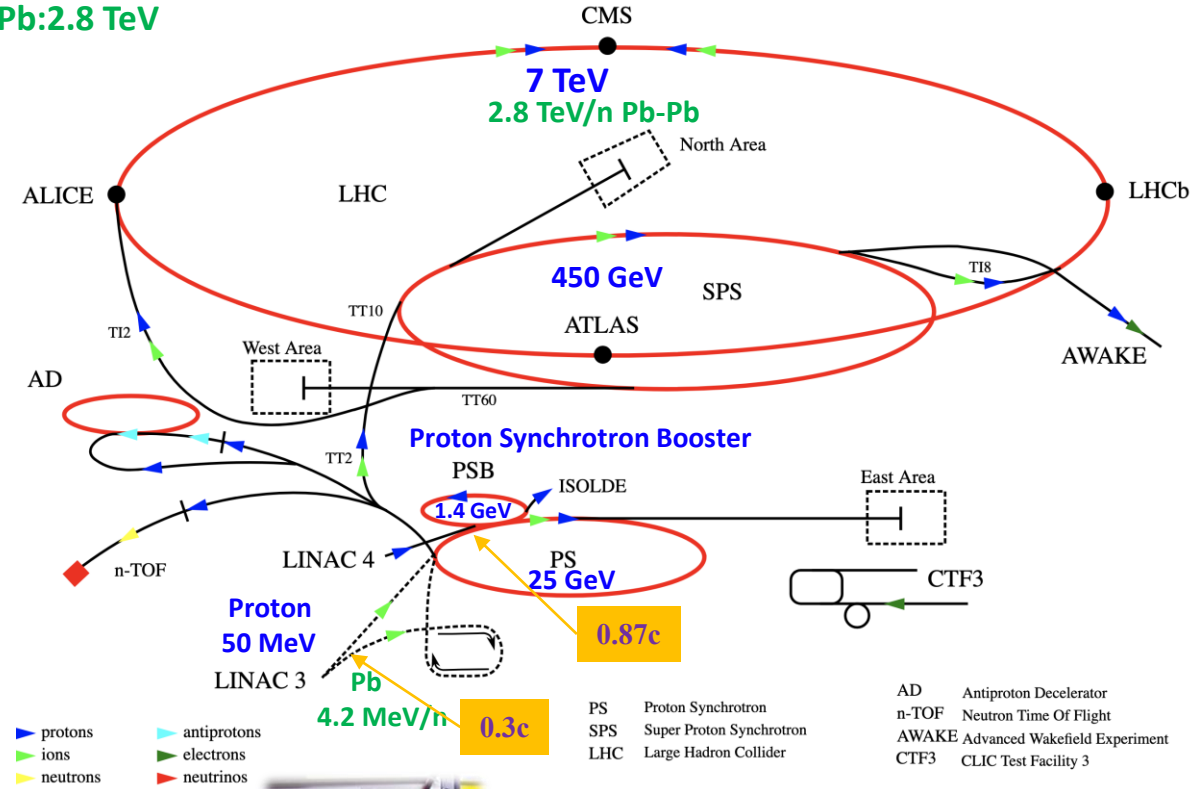 Pb:2.8 TeV
CMS
7 TeV
2.8 TeV/n Pb-Pb
North Area
ALICE
LHC
LHCb
450 GeV
SPS
TI8
TT10
ATLAS
TI2
West Area
AWAKE
AD
TT60
Proton Synchrotron Booster
TT2
PSB
ISOLDE
East Area
1.4 GeV
LINAC 4
PS
n-TOF
25 GeV
CTF3
Proton
50 MeV
0.87c
LINAC 3
Pb
4.2 MeV/n
0.3c
protons
ions
neutrons
antiprotons
electrons
neutrinos
PS Proton Synchrotron
SPS Super Proton Synchrotron
LHC Large Hadron Collider
AD Antiproton Decelerator
n-TOF Neutron Time Of Flight
AWAKE Advanced Wakefield Experiment
CTF3 CLIC Test Facility 3